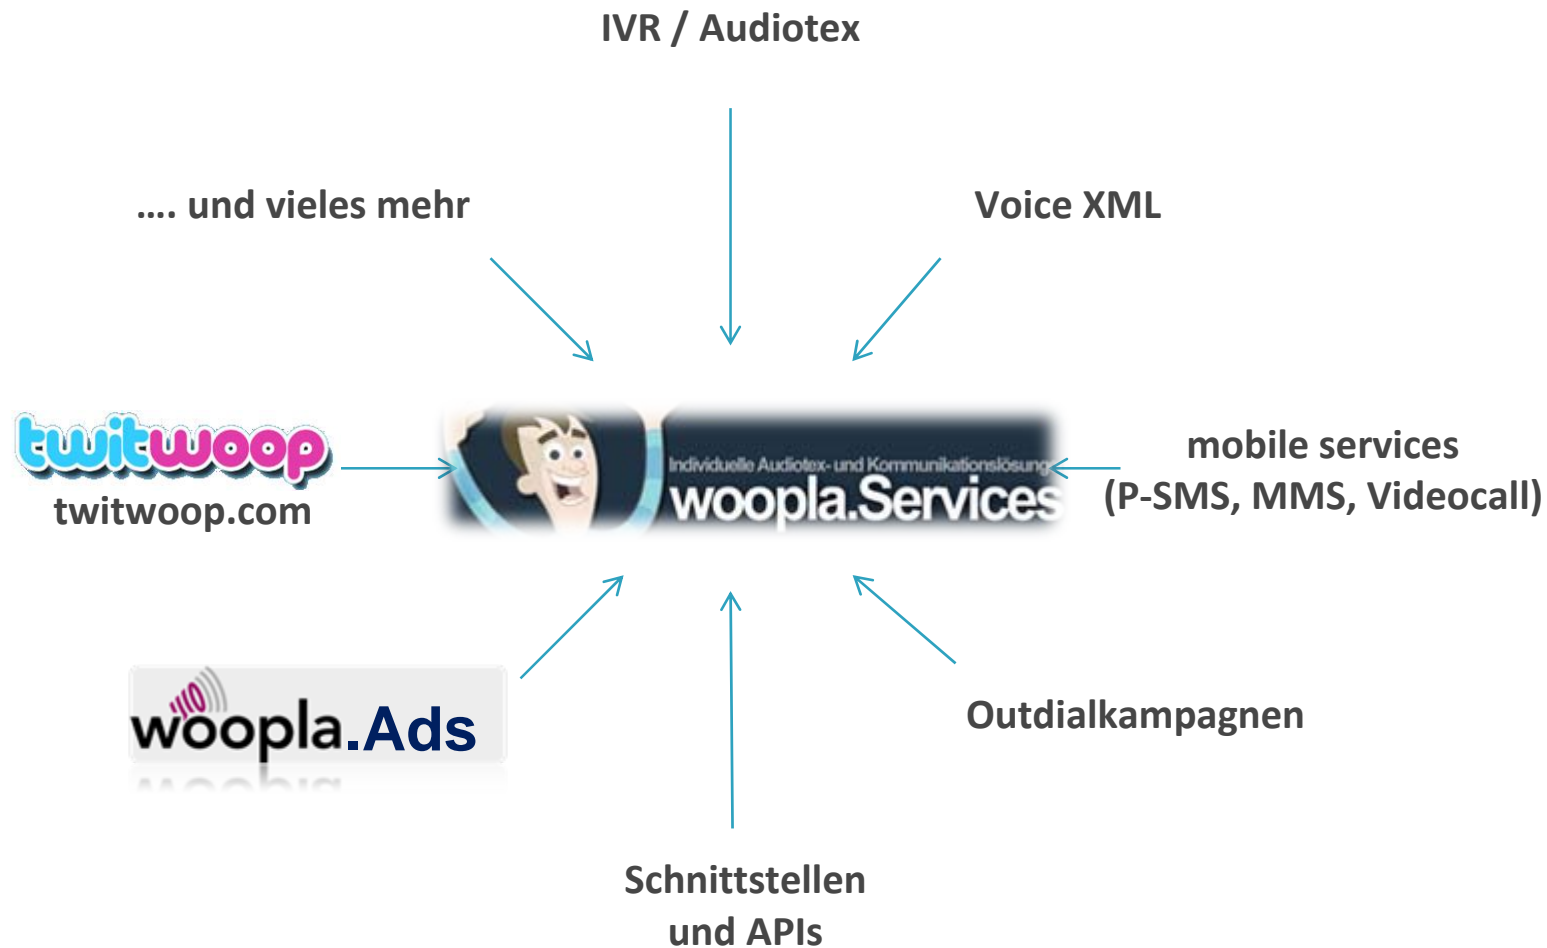 IVR / Audiotex
…. und vieles mehr
Voice XML
twitwoop
twitwoop.com
Individuelle Audiotex- und Kommunikationslösung
woopla.Services
mobile services
(P-SMS, MMS, Videocall)
woopla.Ads
Outdialkampagnen
Schnittstellen
und APIs